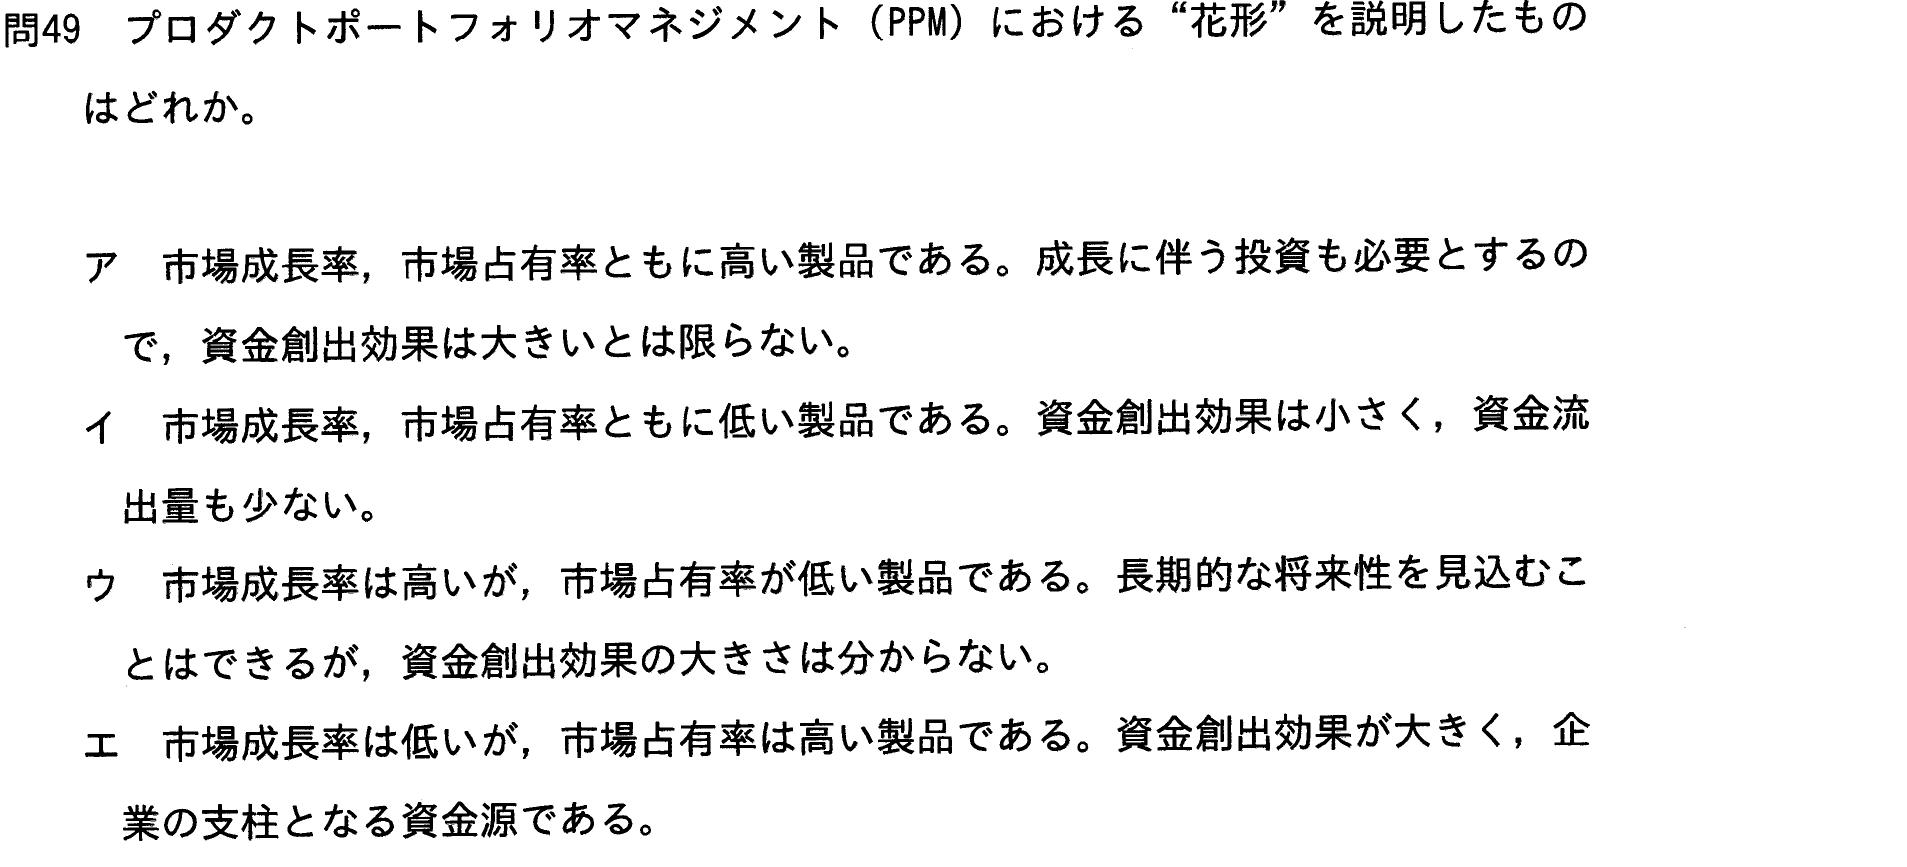 問49 プロダクトポートフォリオマネジメント（PPM）における“花形”を説明したもの
はどれか。
ア 市場成長率，市場占有率ともに高い製品である。成長に伴う投資も必要とするの
で，資金創出効果は大きいとは限らない。
イ 市場成長率，市場占有率ともに低い製品である。資金創出効果は小さく，資金流
出量も少ない。
ウ 市場成長率は高いが，市場占有率が低い製品である。長期的な将来性を見込むこ
とはできるが，資金創出効果の大きさは分からない。
エ 市場成長率は低いが，市場占有率は高い製品である。資金創出効果が大きく，企
業の支柱となる資金源である。